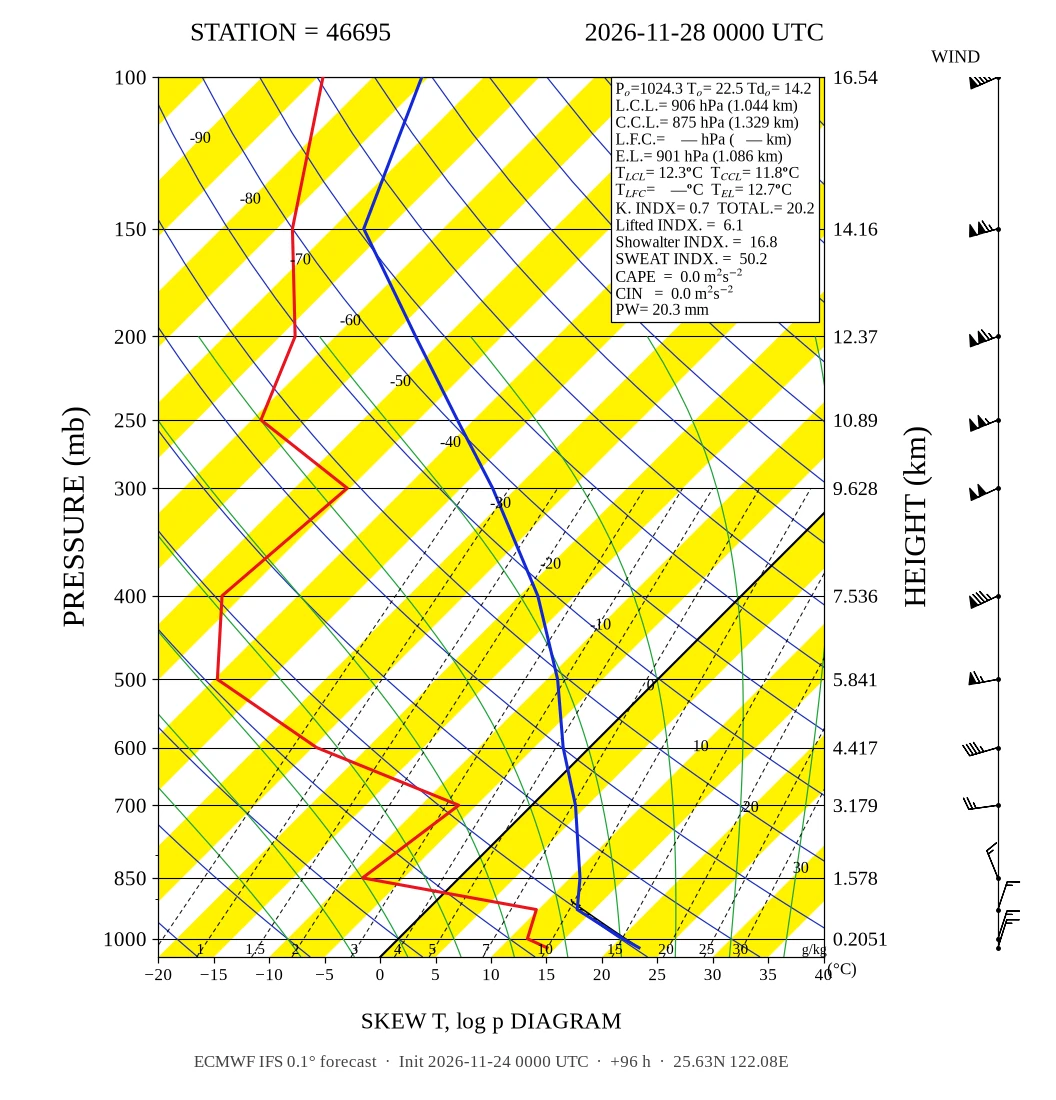 STATION = 46695 2026-11-28 0000 UTC
WIND
100 16.54
Pₒ=1024.3 Tₒ= 22.5 Tdₒ= 14.2
L.C.L.= 906 hPa (1.044 km)
C.C.L.= 875 hPa (1.329 km)
L.F.C.= — hPa ( — km)
E.L.= 901 hPa (1.086 km)
T_LCL= 12.3°C T_CCL= 11.8°C
T_LFC= —°C T_EL= 12.7°C
K. INDX= 0.7 TOTAL.= 20.2
Lifted INDX. = 6.1
Showalter INDX. = 16.8
SWEAT INDX. = 50.2
CAPE = 0.0 m²s⁻²
CIN = 0.0 m²s⁻²
PW= 20.3 mm
-90
-80
150 14.16
-70
-60
200 12.37
-50
250 10.89
-40
300 9.628
-30
-20
400 7.536
-10
500 5.841
0
10
600 4.417
20
700 3.179
30
850 1.578
1000 0.2051
1 1.5 2 3 4 5 7 10 15 20 25 30 g/kg
−20 −15 −10 −5 0 5 10 15 20 25 30 35 40 (°C)
PRESSURE (mb)
HEIGHT (km)
SKEW T, log p DIAGRAM
ECMWF IFS 0.1° forecast · Init 2026-11-24 0000 UTC · +96 h · 25.63N 122.08E